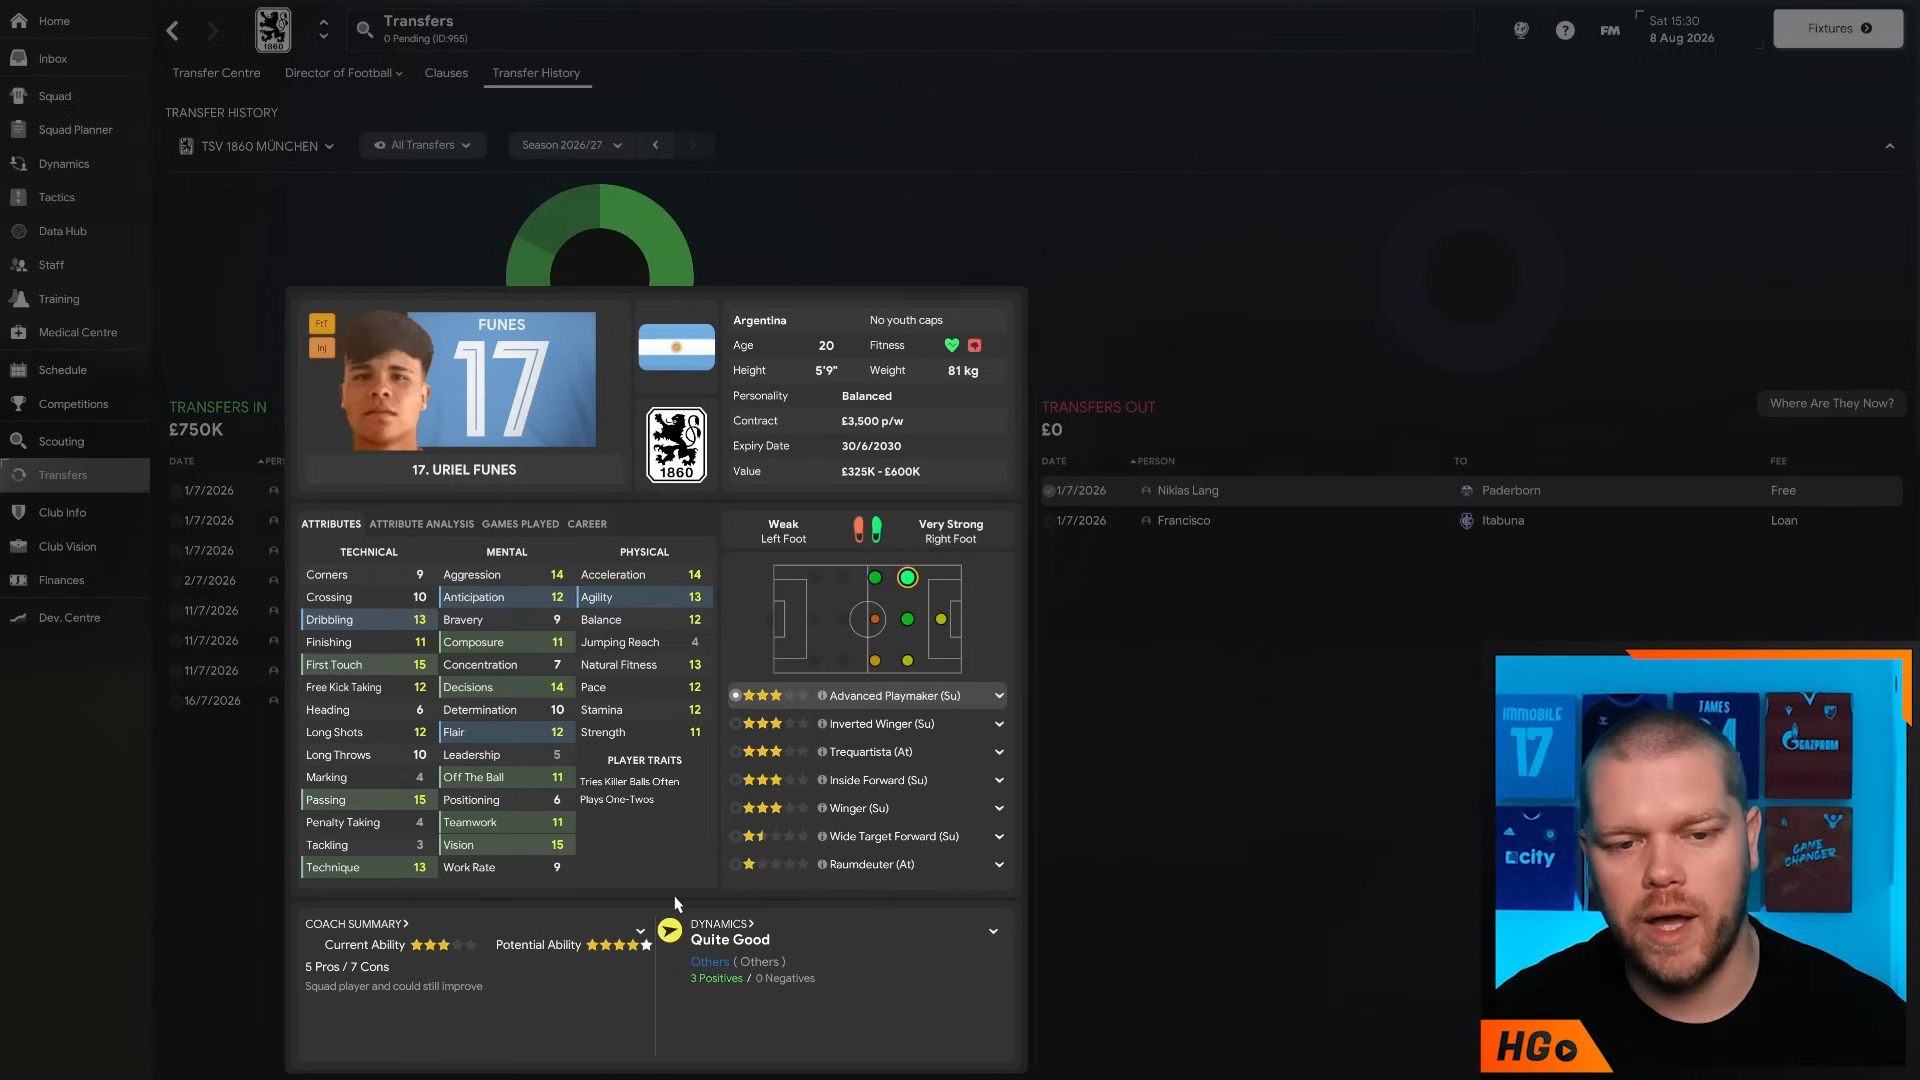 Home
Inbox
Squad
Squad Planner
Dynamics
Tactics
Data Hub
Staff
Training
Medical Centre
Schedule
Competitions
Scouting
Transfers
Club Info
Club Vision
Finances
Dev. Centre
1860
Transfers
0 Pending (ID:955)
FM
Sat 15:30
8 Aug 2026
Fixtures
Transfer Centre
Director of Football
Clauses
Transfer History
TRANSFER HISTORY
TSV 1860 MÜNCHEN
All Transfers
Season 2026/27
TRANSFERS IN
£750K
DATE
PER
1/7/2026
1/7/2026
1/7/2026
2/7/2026
11/7/2026
11/7/2026
11/7/2026
16/7/2026
FtT
Inj
FUNES
17
17. URIEL FUNES
1860
Argentina No youth caps
Age 20 Fitness
Height 5'9" Weight 81 kg
Personality Balanced
Contract £3,500 p/w
Expiry Date 30/6/2030
Value £325K - £600K
ATTRIBUTES ATTRIBUTE ANALYSIS GAMES PLAYED CAREER
TECHNICAL MENTAL PHYSICAL
Corners 9 Aggression 14 Acceleration 14
Crossing 10 Anticipation 12 Agility 13
Dribbling 13 Bravery 9 Balance 12
Finishing 11 Composure 11 Jumping Reach 4
First Touch 15 Concentration 7 Natural Fitness 13
Free Kick Taking 12 Decisions 14 Pace 12
Heading 6 Determination 10 Stamina 12
Long Shots 12 Flair 12 Strength 11
Long Throws 10 Leadership 5
Marking 4 Off The Ball 11
Passing 15 Positioning 6
Penalty Taking 4 Teamwork 11
Tackling 3 Vision 15
Technique 13 Work Rate 9
PLAYER TRAITS
Tries Killer Balls Often
Plays One-Twos
Weak
Left Foot
Very Strong
Right Foot
Advanced Playmaker (Su)
Inverted Winger (Su)
Trequartista (At)
Inside Forward (Su)
Winger (Su)
Wide Target Forward (Su)
Raumdeuter (At)
COACH SUMMARY
Current Ability Potential Ability
5 Pros / 7 Cons
Squad player and could still improve
DYNAMICS
Quite Good
Others ( Others )
3 Positives / 0 Negatives
TRANSFERS OUT
£0
Where Are They Now?
DATE PERSON TO FEE
1/7/2026 Niklas Lang Paderborn Free
1/7/2026 Francisco Itabuna Loan
IMMOBILE
17
JAMES
GAZPROM
city
GAME
CHANGER
HG